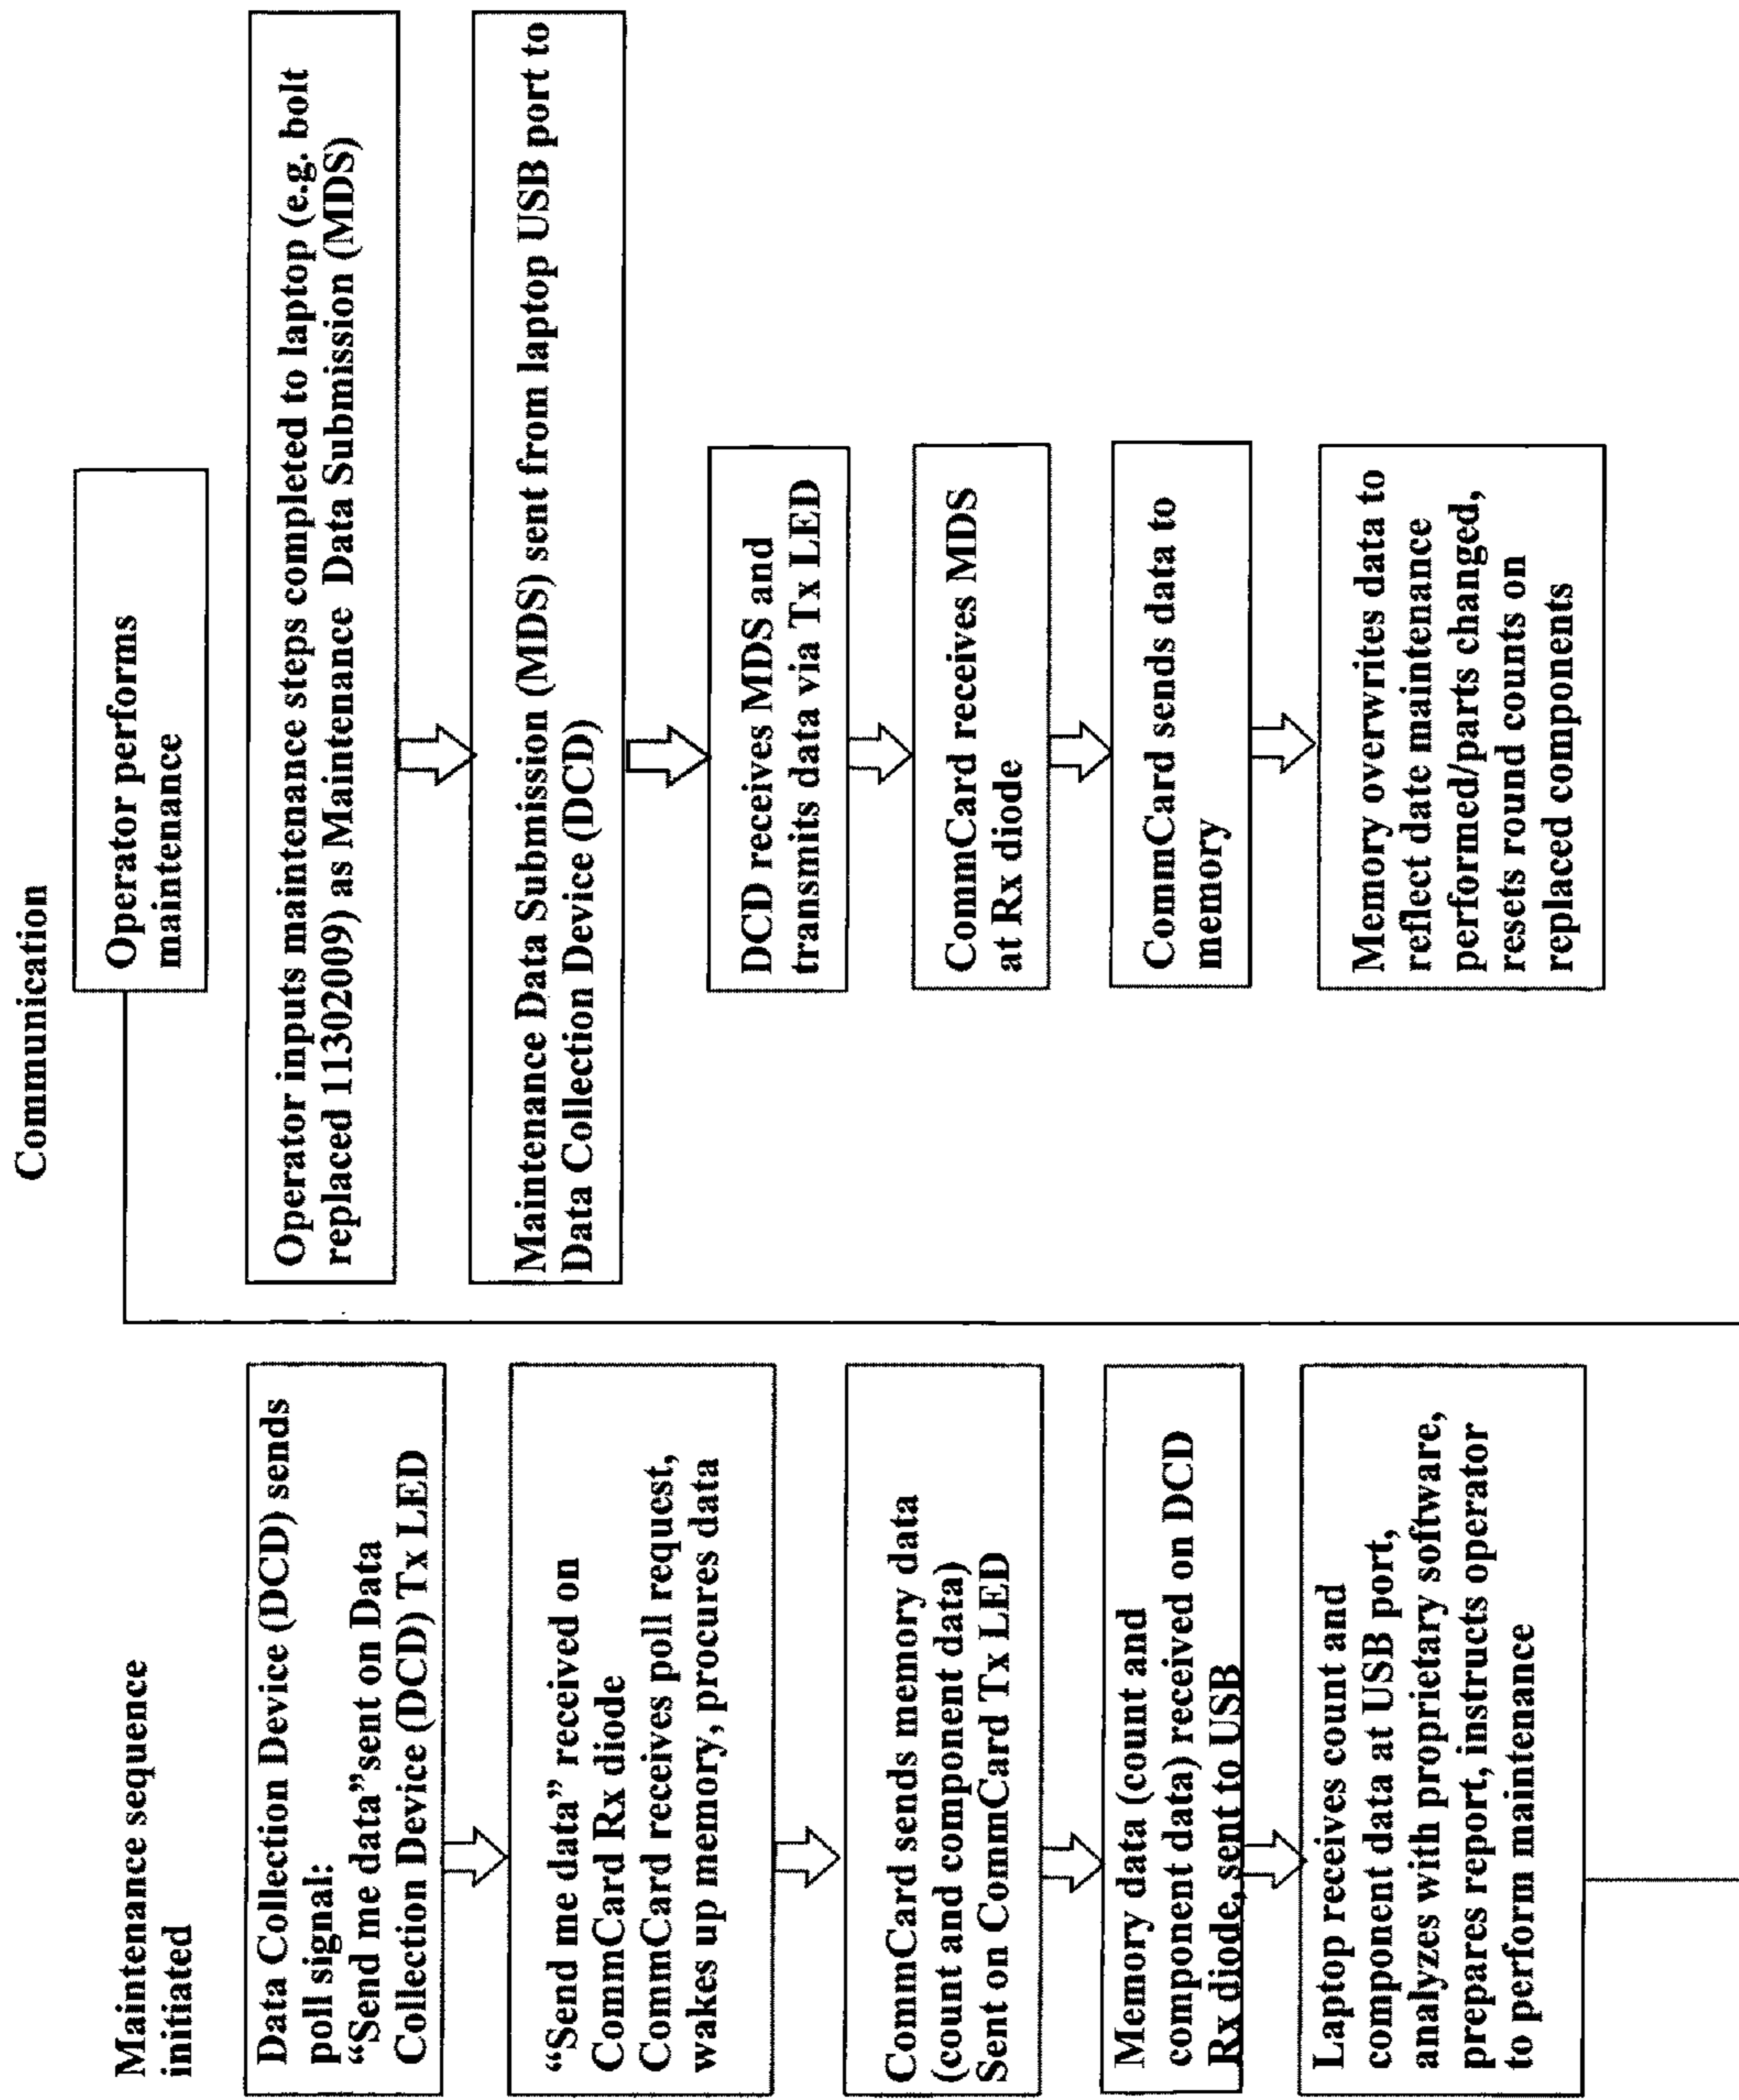 Communication
Maintenance sequence
initiated
Data Collection Device (DCD) sends
poll signal:
“Send me data”sent on Data
Collection Device (DCD) Tx LED
“Send me data” received on
CommCard Rx diode
CommCard receives poll request,
wakes up memory, procures data
CommCard sends memory data
(count and component data)
Sent on CommCard Tx LED
Memory data (count and
component data) received on DCD
Rx diode, sent to USB
Laptop receives count and
component data at USB port,
analyzes with proprietary software,
prepares report, instructs operator
to perform maintenance
Operator performs
maintenance
Operator inputs maintenance steps completed to laptop (e.g. bolt
replaced 11302009) as Maintenance Data Submission (MDS)
Maintenance Data Submission (MDS) sent from laptop USB port to
Data Collection Device (DCD)
DCD receives MDS and
transmits data via Tx LED
CommCard receives MDS
at Rx diode
CommCard sends data to
memory
Memory overwrites data to
reflect date maintenance
performed/parts changed,
resets round counts on
replaced components